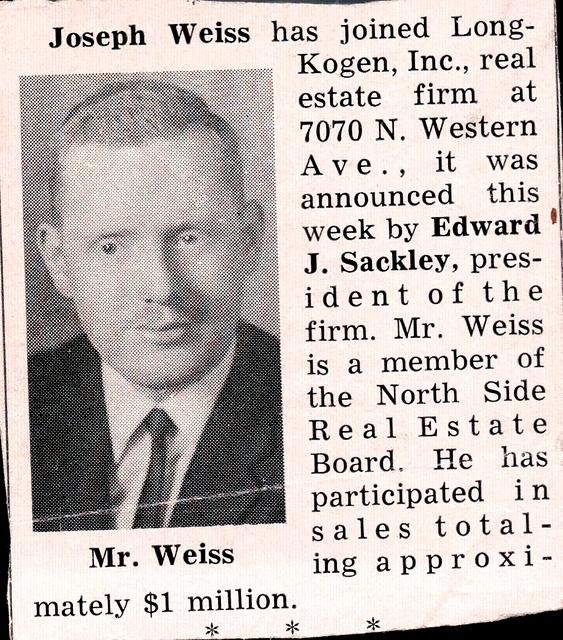 Joseph Weiss has joined Long-
Kogen, Inc., real
estate firm at
7070 N. Western
Ave., it was
announced this
week by Edward
J. Sackley, pres-
ident of the
firm. Mr. Weiss
is a member of
the North Side
Real Estate
Board. He has
participated in
sales total-
ing approxi-
mately $1 million.
Mr. Weiss
* * *